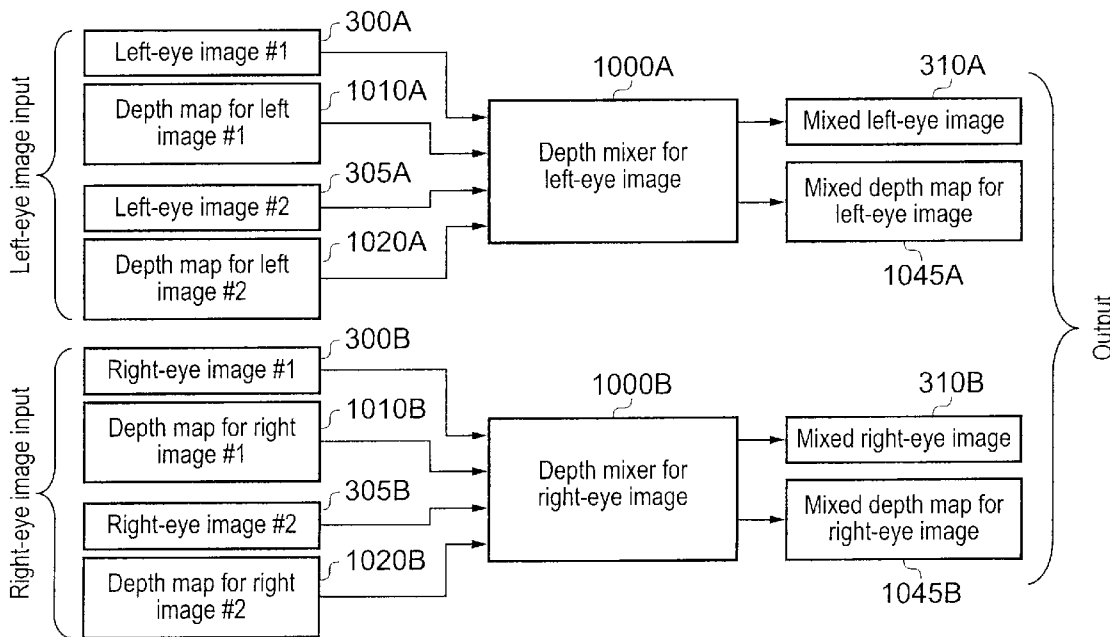 Left-eye image input
300A
Left-eye image #1
1010A
Depth map for left
image #1
305A
Left-eye image #2
1020A
Depth map for left
image #2
1000A
Depth mixer for
left-eye image
310A
Mixed left-eye image
Mixed depth map for
left-eye image
1045A
Right-eye image input
300B
Right-eye image #1
1010B
Depth map for right
image #1
305B
Right-eye image #2
1020B
Depth map for right
image #2
1000B
Depth mixer for
right-eye image
310B
Mixed right-eye image
Mixed depth map for
right-eye image
1045B
Output